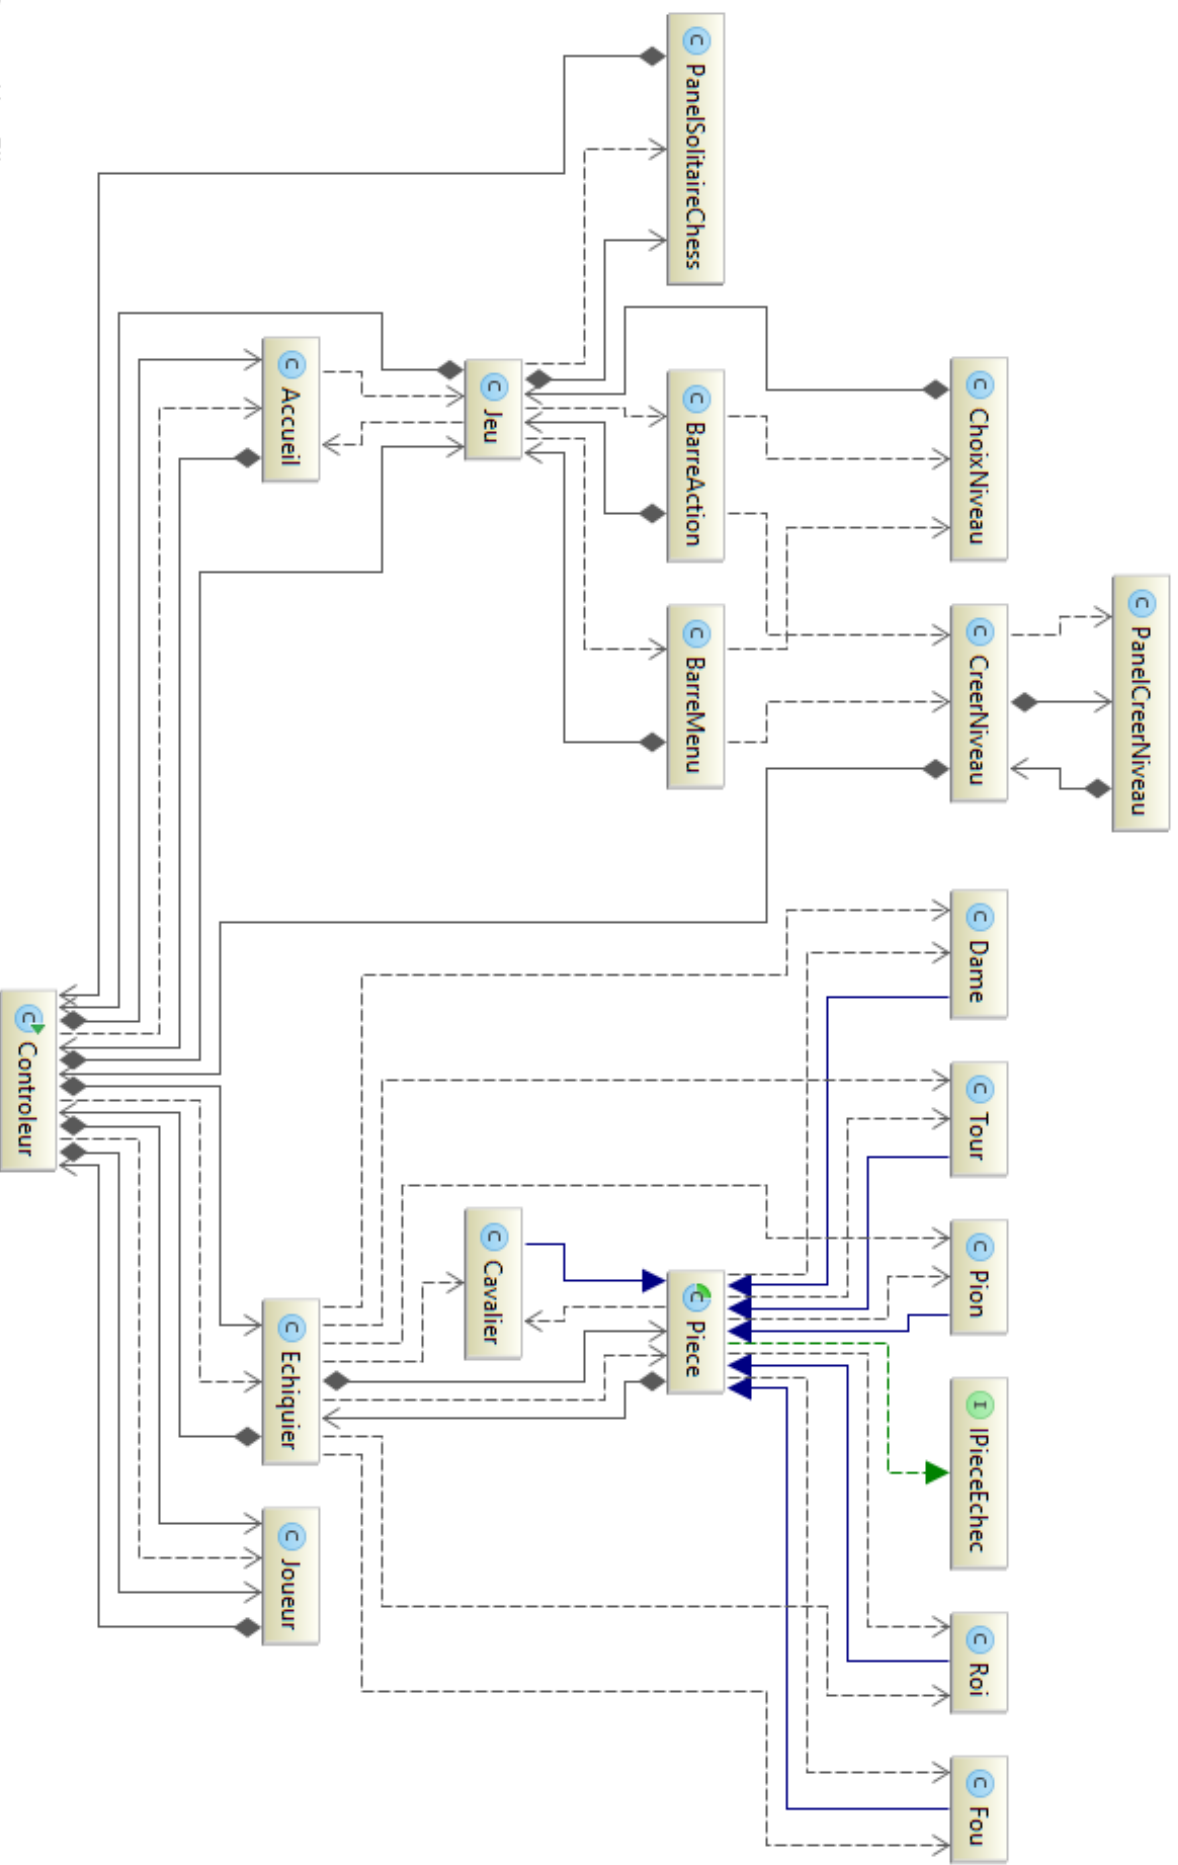 C PanelCreerNiveau
C ChoixNiveau
C CreerNiveau
C Dame
C Tour
C Pion
I IPieceEchec
C Roi
C Fou
C PanelSolitaireChess
C BarreAction
C BarreMenu
C Piece
C Jeu
C Cavalier
C Accueil
C Echiquier
C Joueur
C Controleur